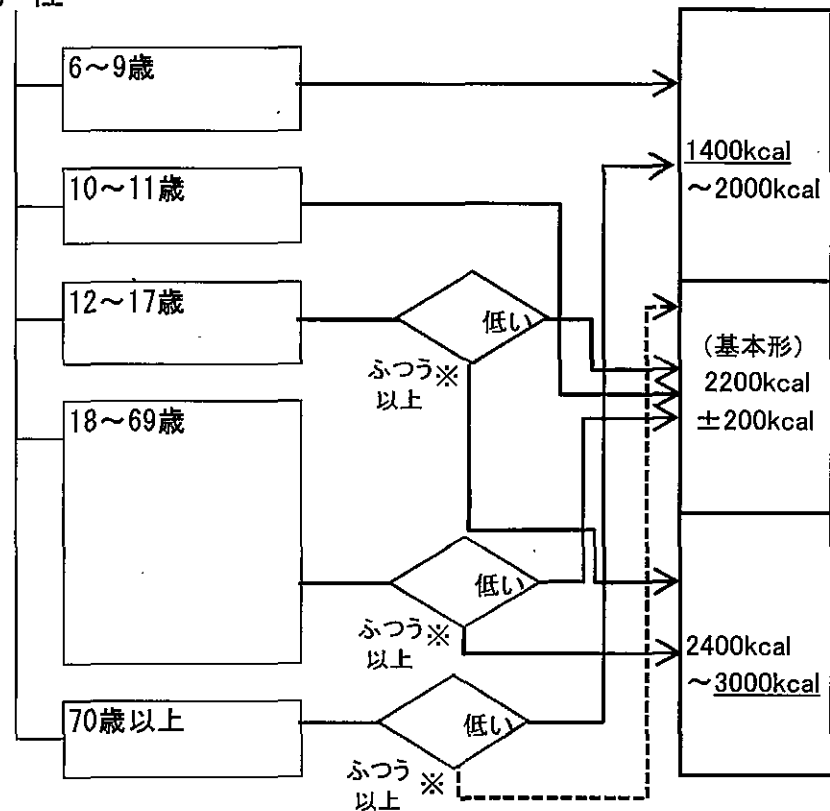 6～9歳
10～11歳
12～17歳
18～69歳
70歳以上
低い
ふつう※
以上
低い
ふつう※
以上
低い
ふつう※
以上
1400kcal
～2000kcal
(基本形)
2200kcal
±200kcal
2400kcal
～3000kcal